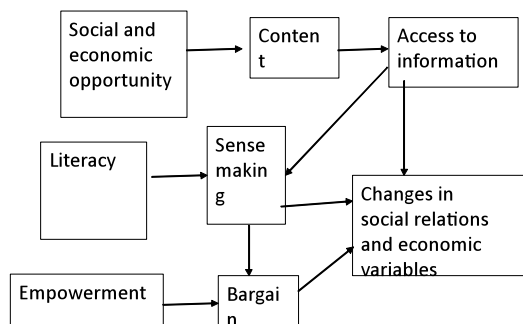 Social and
economic
opportunity
Conten
t
Access to
information
Literacy
Sense
makin
g
Changes in
social relations
and economic
variables
Empowerment
Bargai
n